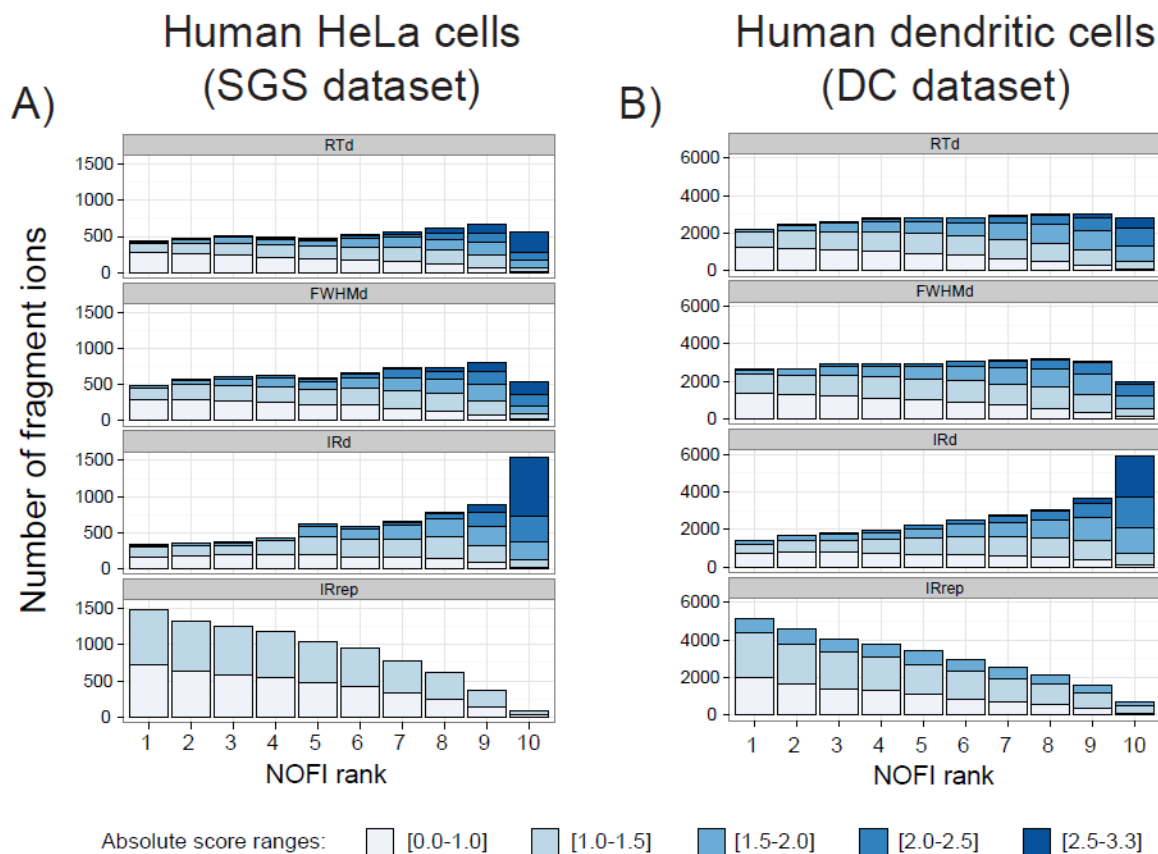 Human HeLa cells
(SGS dataset)
Human dendritic cells
(DC dataset)
A)
B)
Number of fragment ions
RTd
1500
1000
500
0
FWHMd
1500
1000
500
0
IRd
1500
1000
500
0
IRrep
1500
1000
500
0
1 2 3 4 5 6 7 8 9 10
NOFI rank
RTd
6000
4000
2000
0
FWHMd
6000
4000
2000
0
IRd
6000
4000
2000
0
IRrep
6000
4000
2000
0
1 2 3 4 5 6 7 8 9 10
NOFI rank
Absolute score ranges: [0.0-1.0] [1.0-1.5] [1.5-2.0] [2.0-2.5] [2.5-3.3]